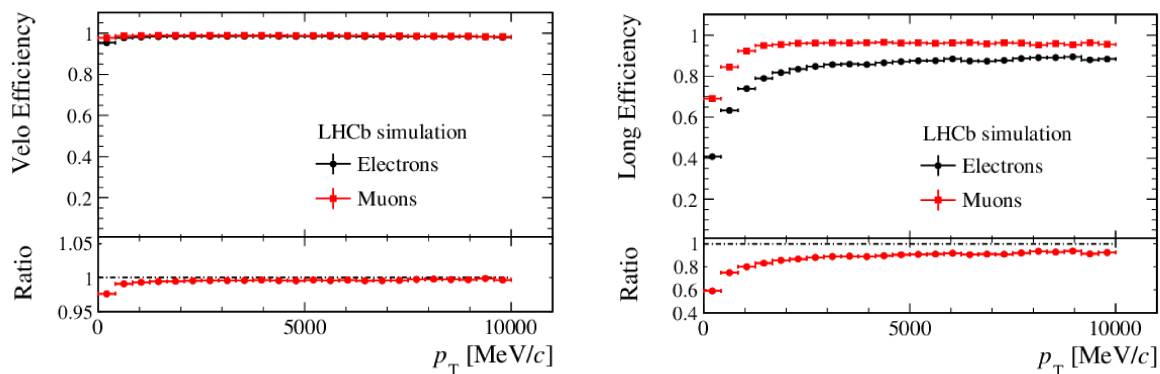 Velo Efficiency
1
0.8
0.6
0.4
0.2
LHCb simulation
Electrons
Muons
Ratio
1.05
1
0.95
0
5000
10000
p_T [MeV/c]
Long Efficiency
1
0.8
0.6
0.4
0.2
LHCb simulation
Electrons
Muons
Ratio
1
0.8
0.6
0.4
0
5000
10000
p_T [MeV/c]